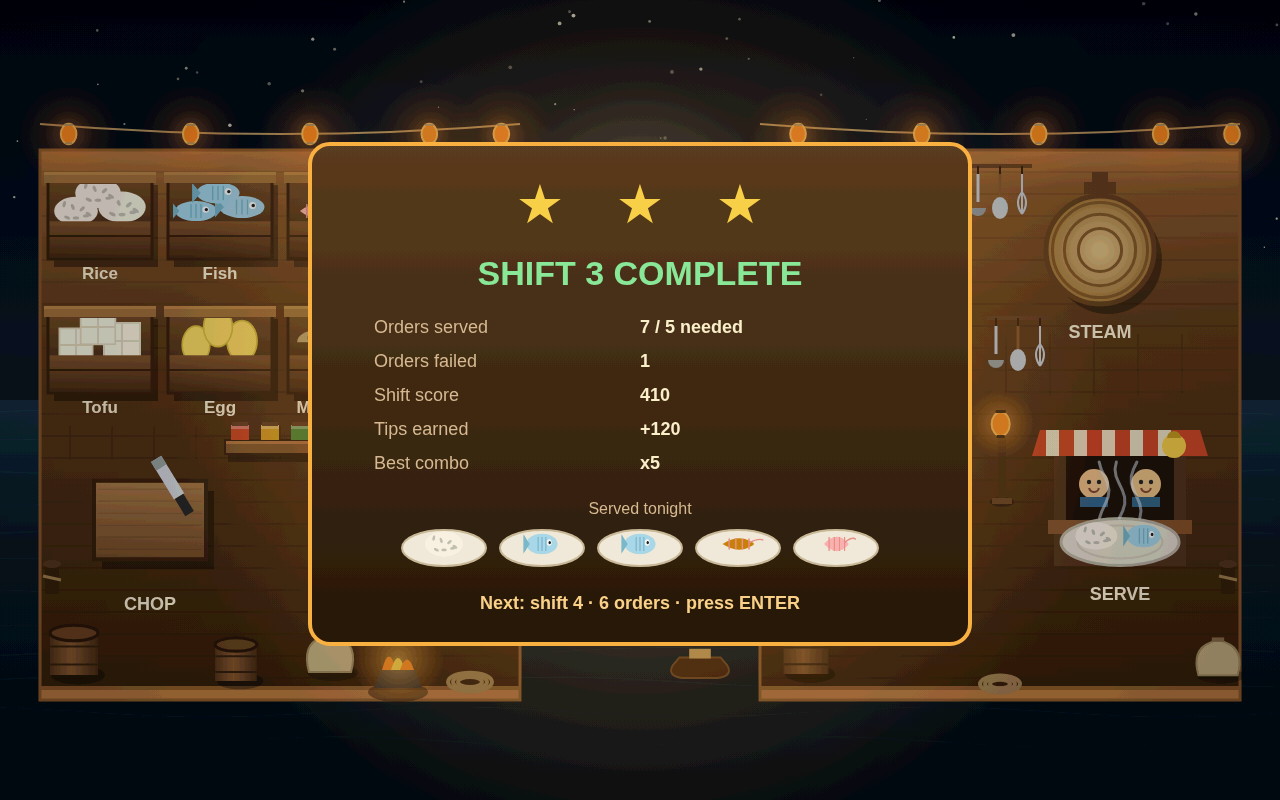 SHIFT 3 COMPLETE
Orders served 7 / 5 needed
Orders failed 1
Shift score 410
Tips earned +120
Best combo x5
Served tonight
Next: shift 4 · 6 orders · press ENTER
Rice Fish
Tofu Egg
CHOP
STEAM
SERVE